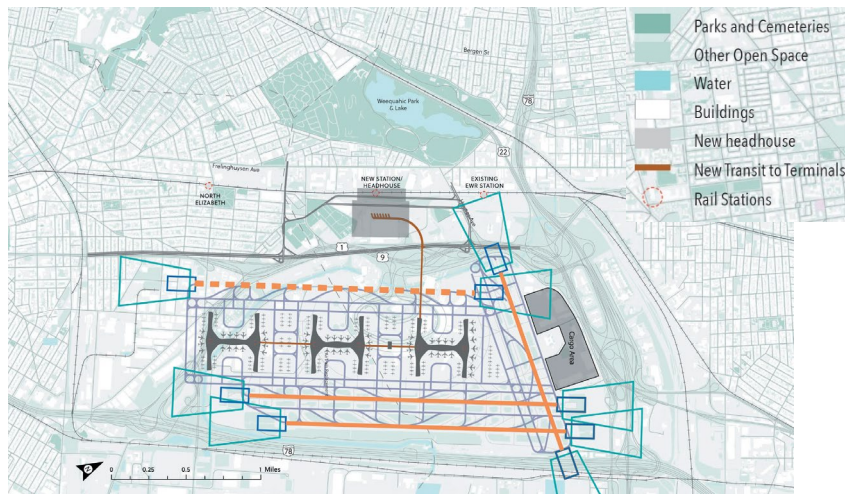 Parks and Cemeteries
Other Open Space
Water
Buildings
New headhouse
New Transit to Terminals
Rail Stations
Bergen St
Weequahic Park
& Lake
78
22
Frelinghuysen Ave
NORTH
ELIZABETH
NEW STATION/
HEADHOUSE
EXISTING
EWR STATION
1
9
Cargo Area
78
0
0.25
0.5
1 Miles